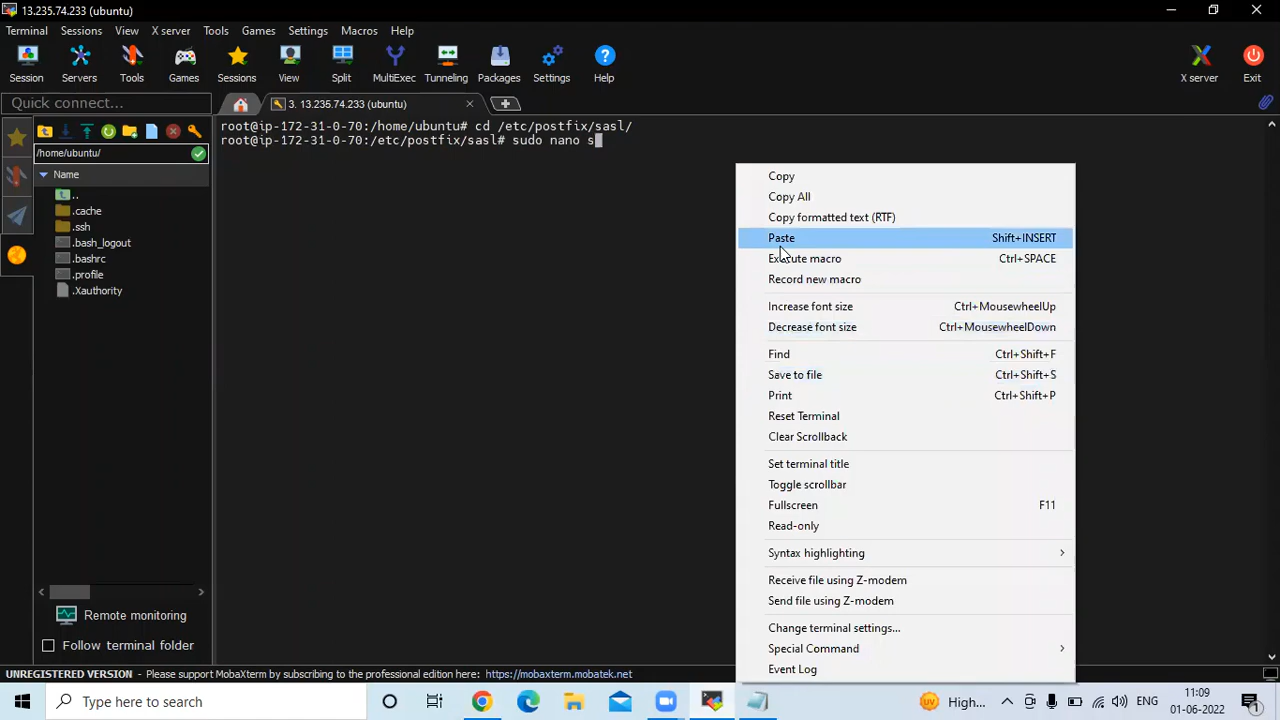 13.235.74.233 (ubuntu)
Terminal Sessions View X server Tools Games Settings Macros Help
Session Servers Tools Games Sessions View Split MultiExec Tunneling Packages Settings Help X server Exit
Quick connect...
3. 13.235.74.233 (ubuntu)
/home/ubuntu/
Name
..
.cache
.ssh
.bash_logout
.bashrc
.profile
.Xauthority
Remote monitoring
Follow terminal folder
root@ip-172-31-0-70:/home/ubuntu# cd /etc/postfix/sasl/
root@ip-172-31-0-70:/etc/postfix/sasl# sudo nano s
Copy
Copy All
Copy formatted text (RTF)
Paste Shift+INSERT
Execute macro Ctrl+SPACE
Record new macro
Increase font size Ctrl+MousewheelUp
Decrease font size Ctrl+MousewheelDown
Find Ctrl+Shift+F
Save to file Ctrl+Shift+S
Print Ctrl+Shift+P
Reset Terminal
Clear Scrollback
Set terminal title
Toggle scrollbar
Fullscreen F11
Read-only
Syntax highlighting
Receive file using Z-modem
Send file using Z-modem
Change terminal settings...
Special Command
Event Log
UNREGISTERED VERSION - Please support MobaXterm by subscribing to the professional edition here: https://mobaxterm.mobatek.net
Type here to search
UV
High...
ENG
11:09
01-06-2022
1